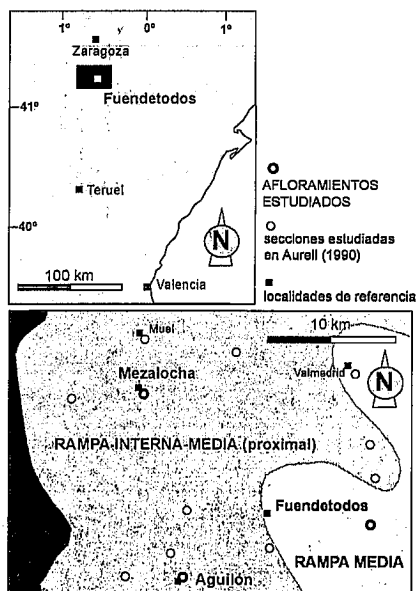 1° 0° 1°
Zaragoza
Fuendetodos
41°
Teruel
40°
N
100 km
Valencia
AFLORAMIENTOS
ESTUDIADOS
secciones estudiadas
en Aurell (1990)
localidades de referencia
Muel
10 km
Valmadrid
N
Mezalocha
RAMPA-INTERNA-MEDIA (proximal)
Fuendetodos
RAMPA MEDIA
Aguilón